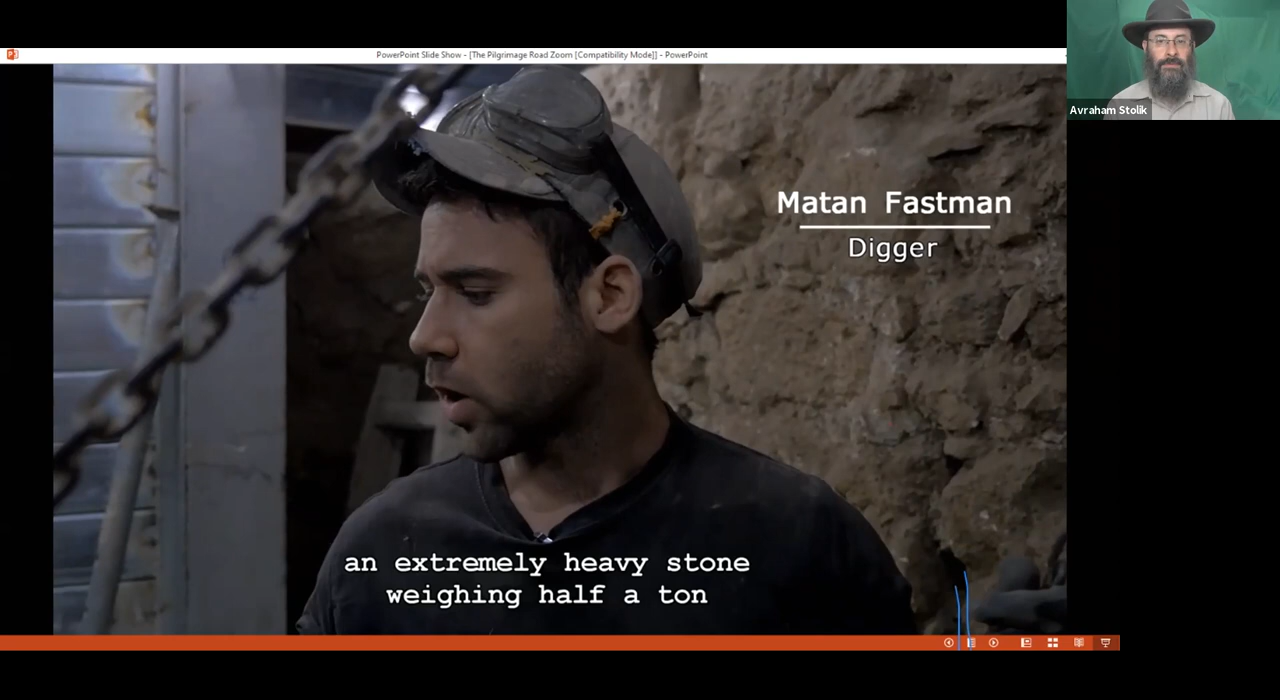 PowerPoint Slide Show - [The Pilgrimage Road Zoom [Compatibility Mode]] - PowerPoint
Avraham Stolik
Matan Fastman
Digger
an extremely heavy stone
weighing half a ton